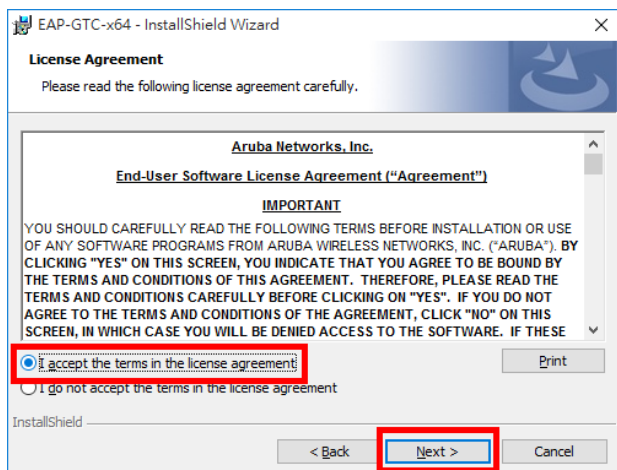 EAP-GTC-x64 - InstallShield Wizard
License Agreement
Please read the following license agreement carefully.
Aruba Networks, Inc.
End-User Software License Agreement (“Agreement”)
IMPORTANT
YOU SHOULD CAREFULLY READ THE FOLLOWING TERMS BEFORE INSTALLATION OR USE
OF ANY SOFTWARE PROGRAMS FROM ARUBA WIRELESS NETWORKS, INC. (“ARUBA”). BY
CLICKING "YES" ON THIS SCREEN, YOU INDICATE THAT YOU AGREE TO BE BOUND BY
THE TERMS AND CONDITIONS OF THIS AGREEMENT. THEREFORE, PLEASE READ THE
TERMS AND CONDITIONS CAREFULLY BEFORE CLICKING ON "YES". IF YOU DO NOT
AGREE TO THE TERMS AND CONDITIONS OF THE AGREEMENT, CLICK "NO" ON THIS
SCREEN, IN WHICH CASE YOU WILL BE DENIED ACCESS TO THE SOFTWARE. IF THESE
I accept the terms in the license agreement
Print
I do not accept the terms in the license agreement
InstallShield
< Back
Next >
Cancel